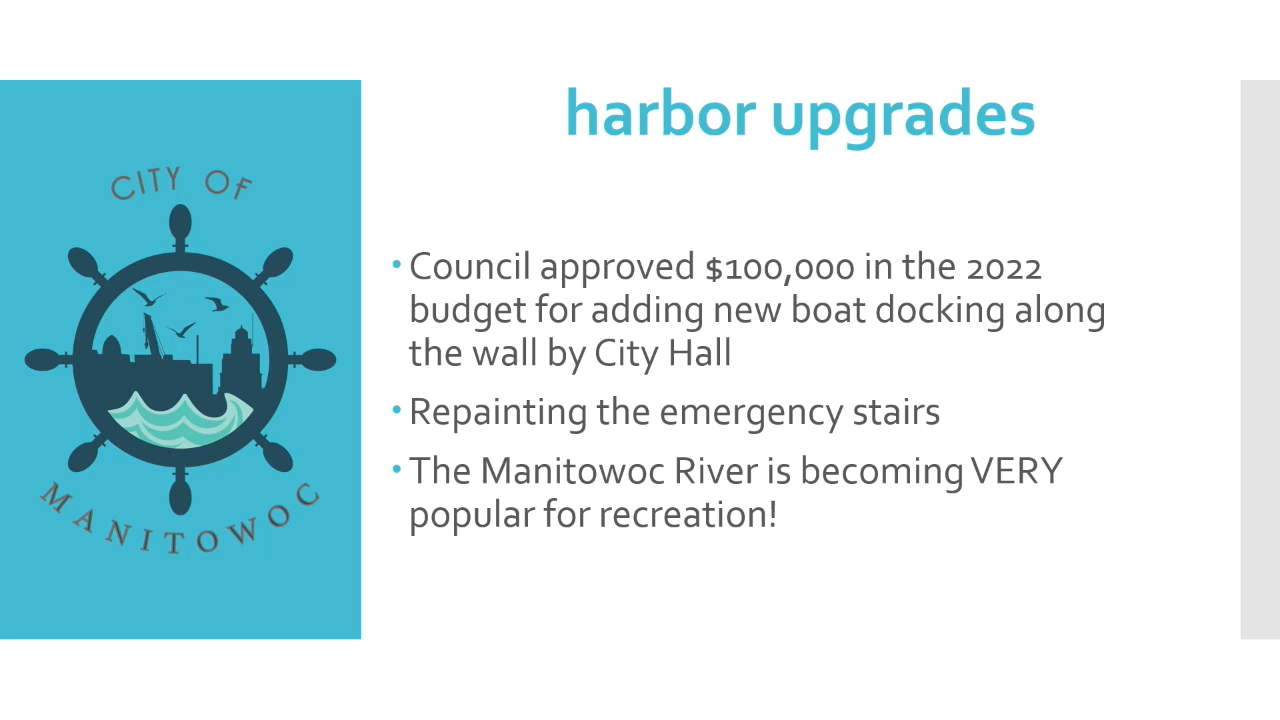 harbor upgrades
CITY OF
MANITOWOC
• Council approved $100,000 in the 2022
budget for adding new boat docking along
the wall by City Hall
• Repainting the emergency stairs
• The Manitowoc River is becoming VERY
popular for recreation!